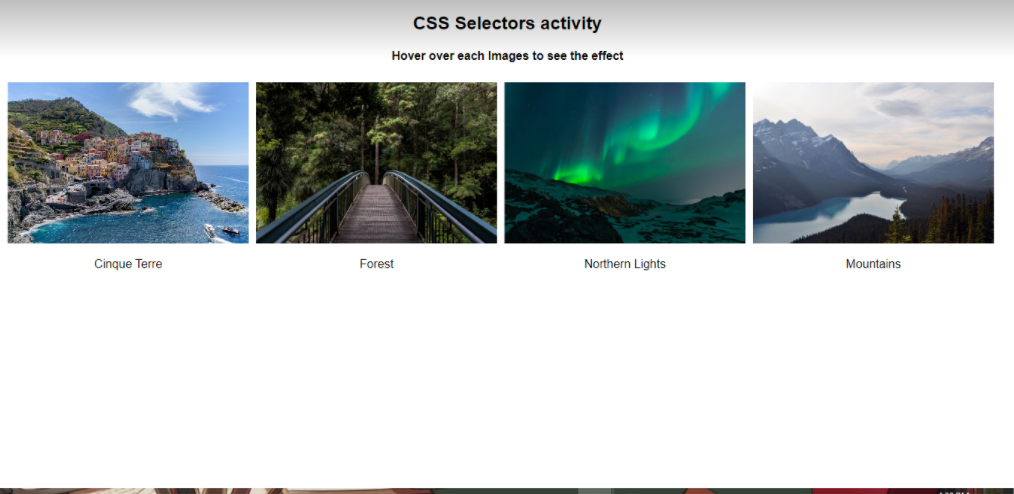 CSS Selectors activity
Hover over each Images to see the effect
Cinque Terre
Forest
Northern Lights
Mountains